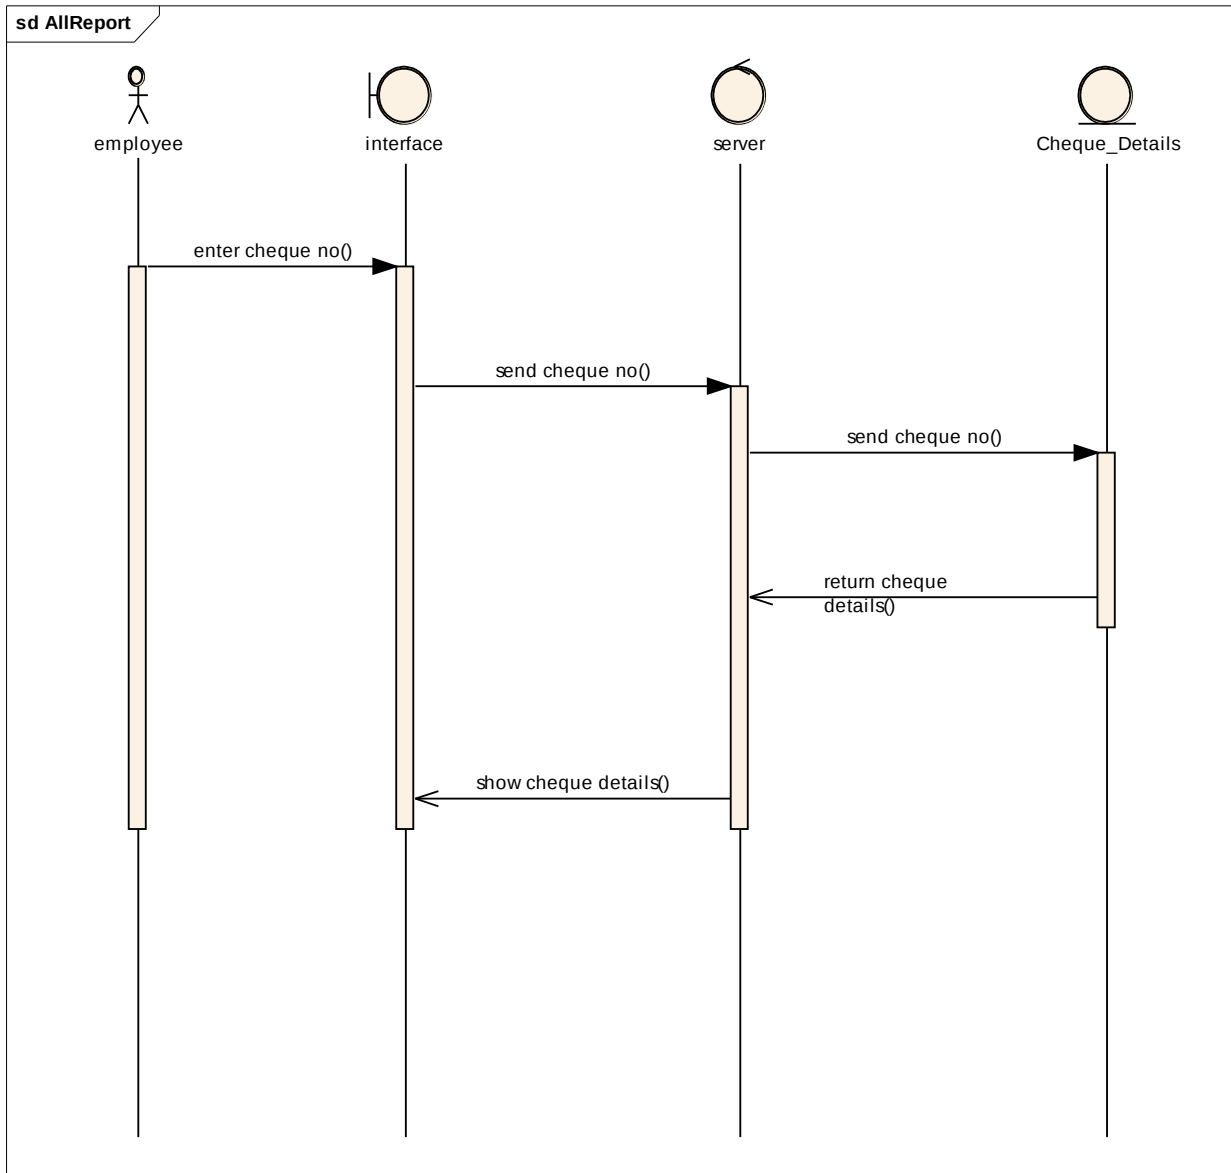 sd AllReport
employee
interface
server
Cheque_Details
enter cheque no()
send cheque no()
send cheque no()
return cheque
details()
show cheque details()